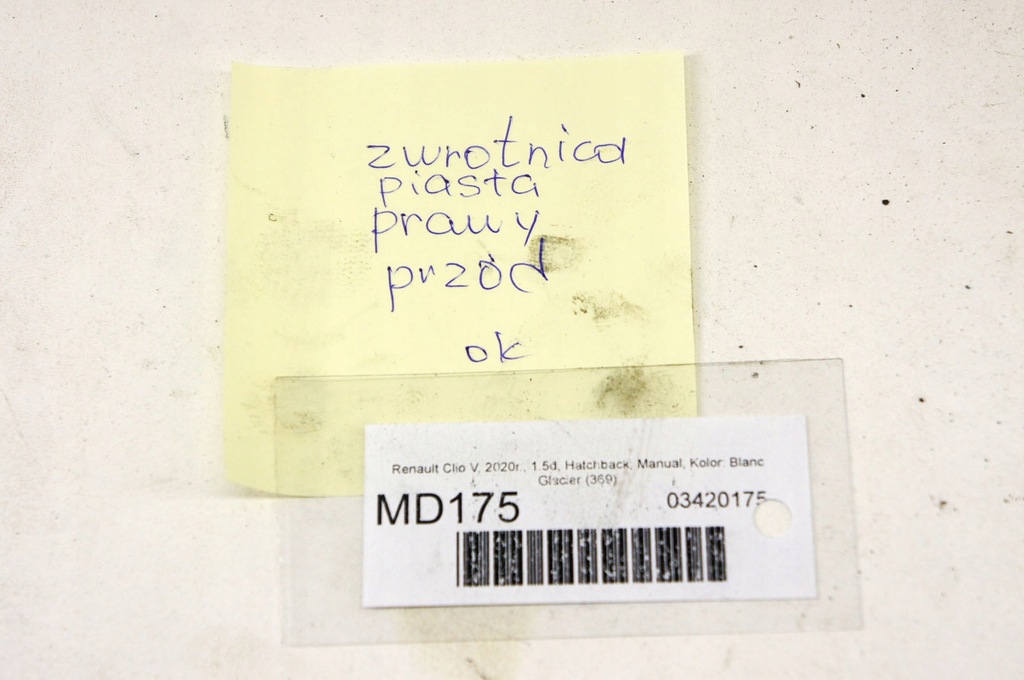 zwrotnica
piasta
prawy
przód
ok
Renault Clio V, 2020r., 1.5d, Hatchback, Manual, Kolor: Blanc
Glacier (369)
MD175 03420175